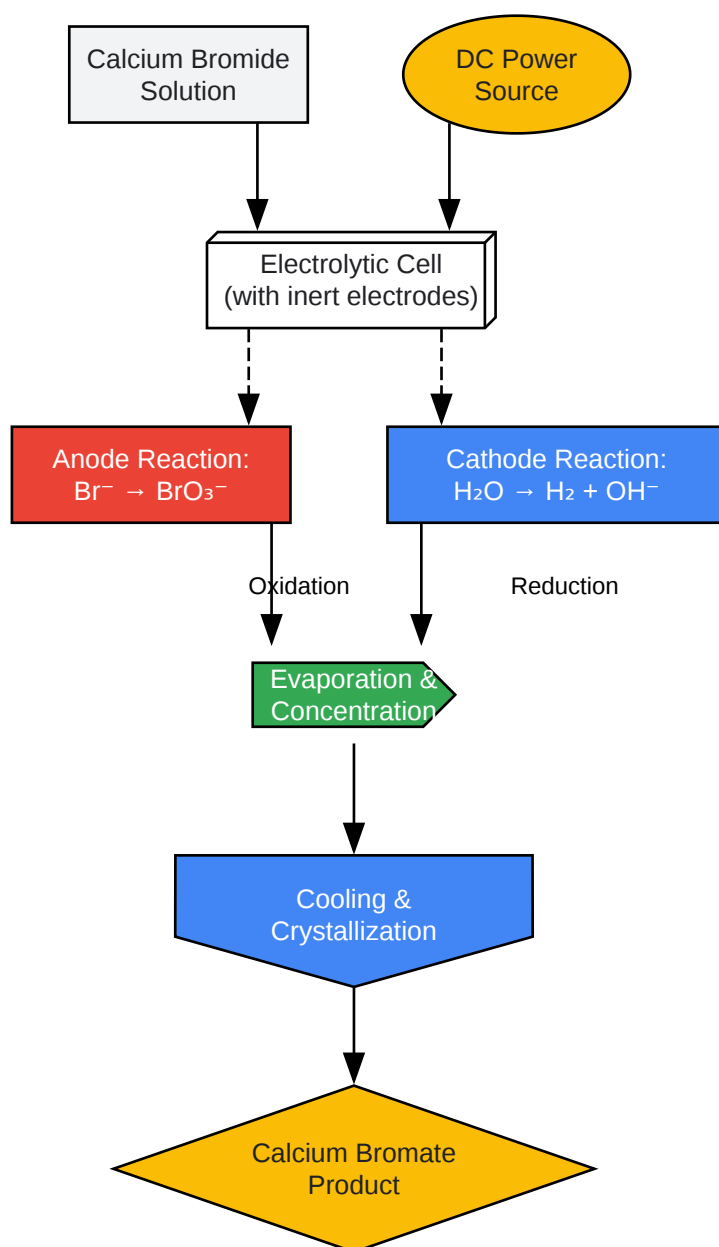 Calcium Bromide
Solution
DC Power
Source
Electrolytic Cell
(with inert electrodes)
Anode Reaction:
Br⁻ → BrO₃⁻
Cathode Reaction:
H₂O → H₂ + OH⁻
Oxidation
Reduction
Evaporation &
Concentration
Cooling &
Crystallization
Calcium Bromate
Product